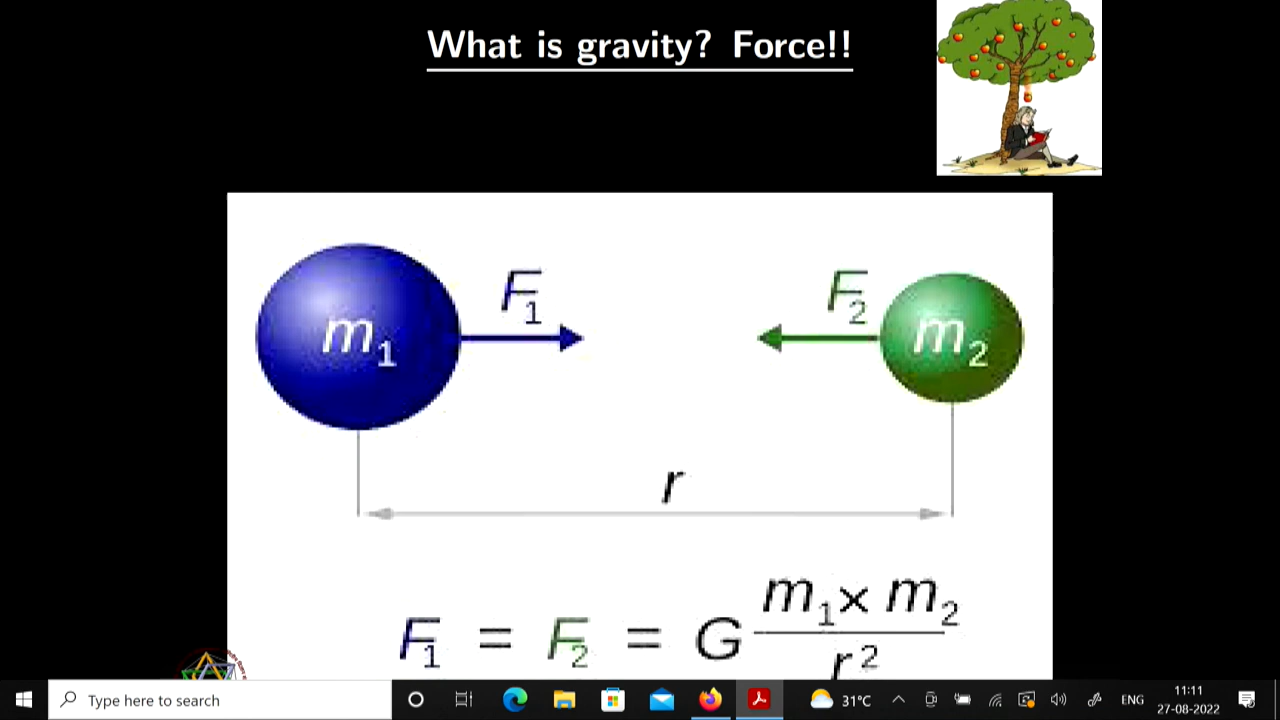 What is gravity? Force!!
F1
F2
m1
m2
r
F1 = F2 = G m1 × m2
r2
Type here to search
31°C
ENG
11:11
27-08-2022